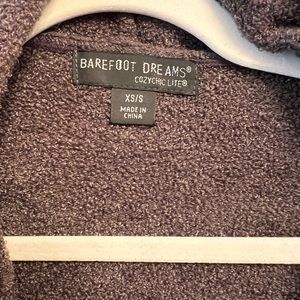 BAREFOOT DREAMS®
COZYCHIC LITE®
XS/S
MADE IN
CHINA